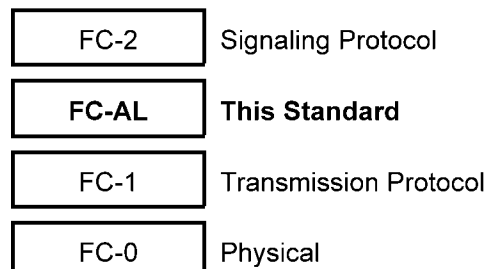 FC-2 Signaling Protocol
FC-AL This Standard
FC-1 Transmission Protocol
FC-0 Physical